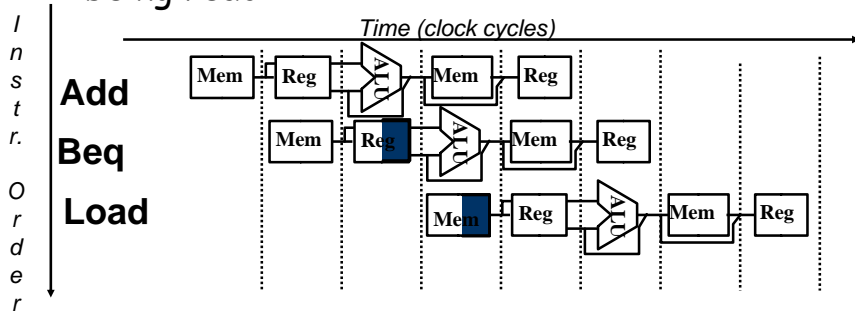 Time (clock cycles)
I
n
s
t
r.
O
r
d
e
r
Add
Mem Reg ALU Mem Reg
Beq
Mem Reg ALU Mem Reg
Load
Mem Reg ALU Mem Reg